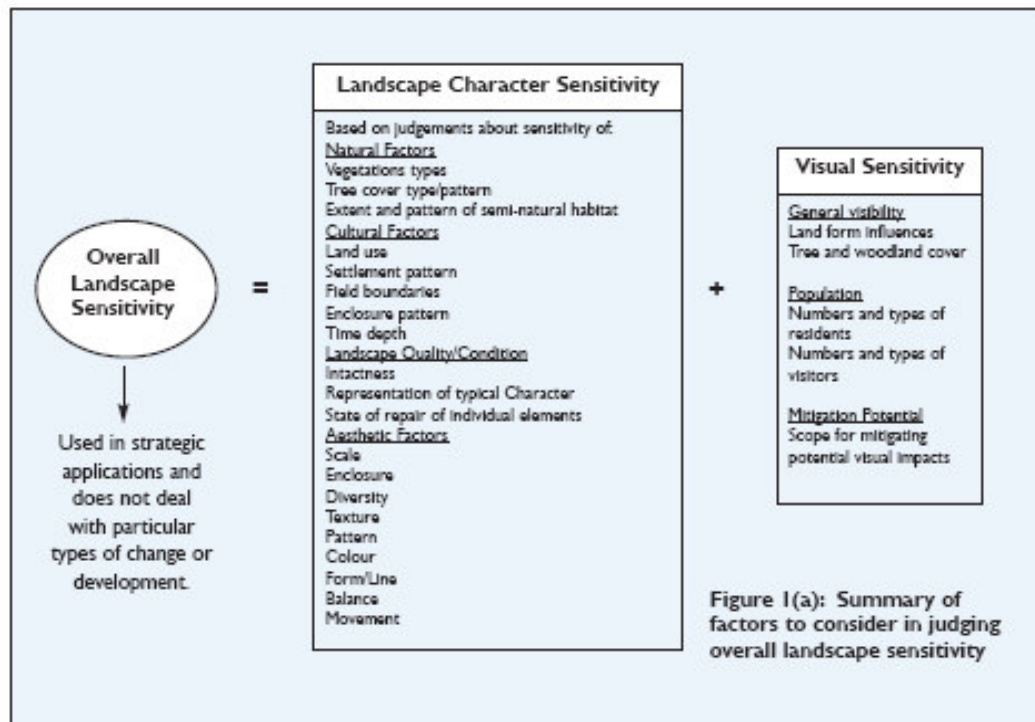 Overall
Landscape
Sensitivity
Used in strategic
applications and
does not deal
with particular
types of change or
development.
=
Landscape Character Sensitivity
Based on judgements about sensitivity of:
Natural Factors
Vegetations types
Tree cover type/pattern
Extent and pattern of semi-natural habitat
Cultural Factors
Land use
Settlement pattern
Field boundaries
Enclosure pattern
Time depth
Landscape Quality/Condition
Intactness
Representation of typical Character
State of repair of individual elements
Aesthetic Factors
Scale
Enclosure
Diversity
Texture
Pattern
Colour
Form/Line
Balance
Movement
+
Visual Sensitivity
General visibility
Land form influences
Tree and woodland cover
Population
Numbers and types of
residents
Numbers and types of
visitors
Mitigation Potential
Scope for mitigating
potential visual impacts
Figure 1(a): Summary of
factors to consider in judging
overall landscape sensitivity